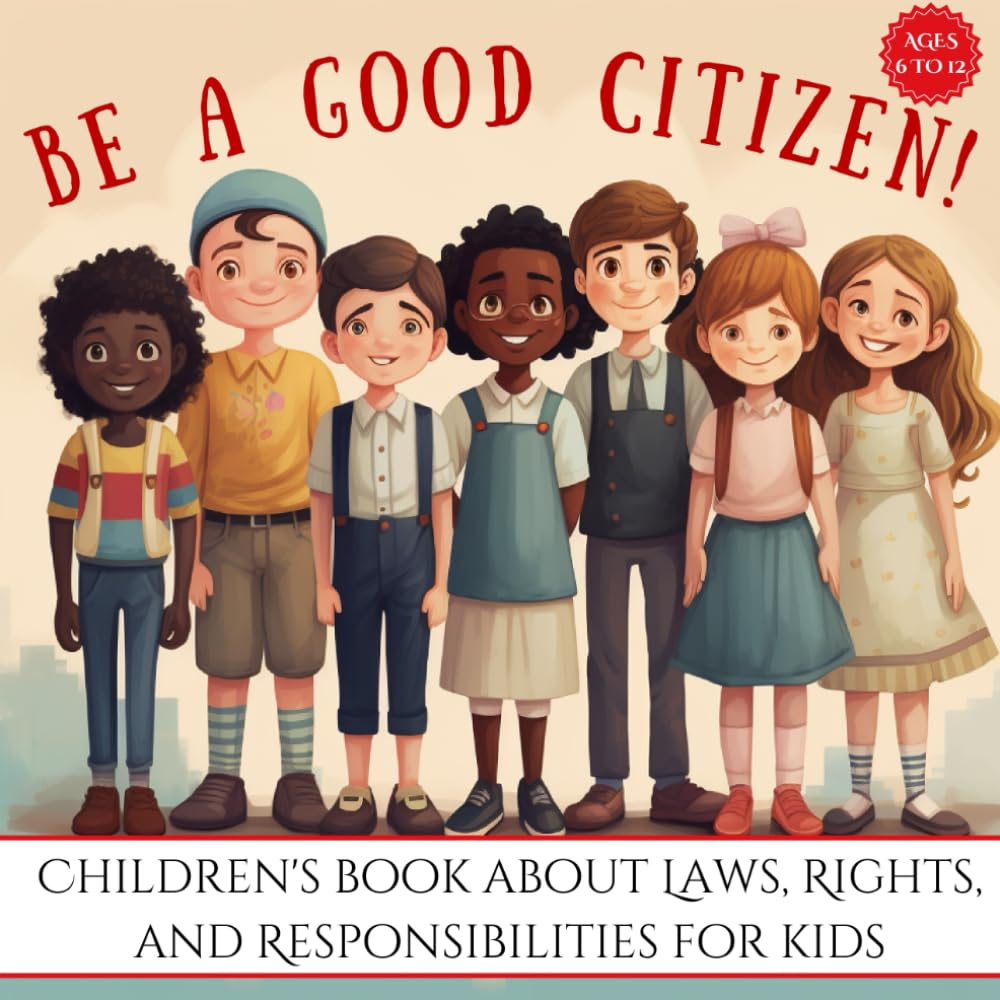 AGES
6 TO 12
BE A GOOD CITIZEN!
CHILDREN'S BOOK ABOUT LAWS, RIGHTS,
AND RESPONSIBILITIES FOR KIDS